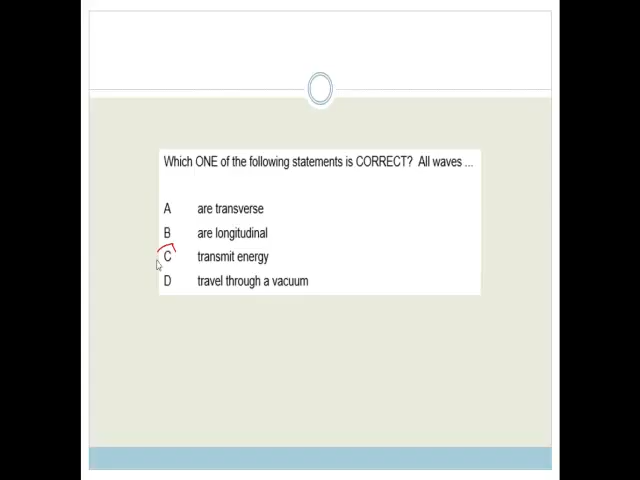 Which ONE of the following statements is CORRECT? All waves ...
A are transverse
B are longitudinal
C transmit energy
D travel through a vacuum